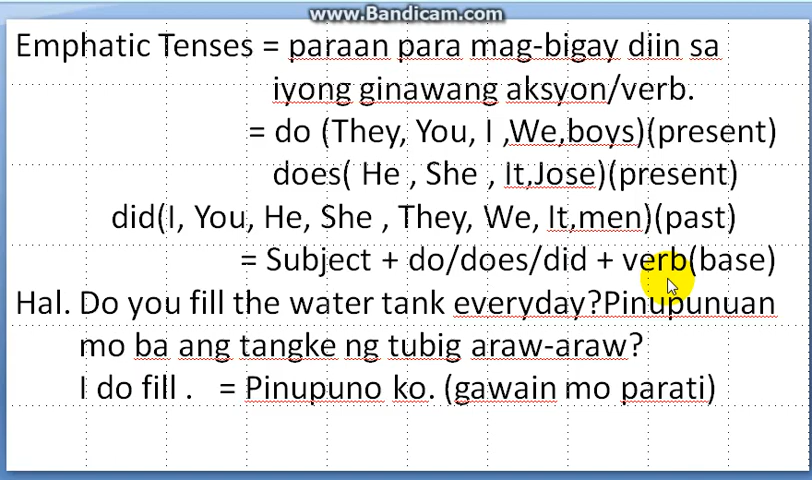 www.Bandicam.com
Emphatic Tenses = paraan para mag-bigay diin sa
iyong ginawang aksyon/verb.
= do (They, You, I ,We,boys)(present)
does( He , She , It,Jose)(present)
did(I, You, He, She , They, We, It,men)(past)
= Subject + do/does/did + verb(base)
Hal. Do you fill the water tank everyday?Pinupunuan
mo ba ang tangke ng tubig araw-araw?
I do fill . = Pinupuno ko. (gawain mo parati)